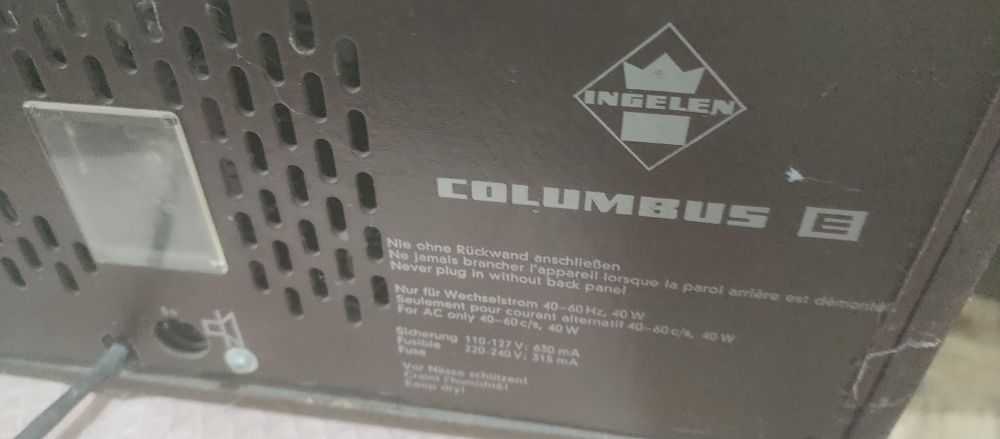 INGELEN
COLUMBUS E
Nie ohne Rückwand anschließen
Ne jamais brancher l'appareil lorsque la paroi arrière est démontée
Never plug in without back panel
Nur für Wechselstrom 40-60 Hz, 40 W
Seulement pour courant alternatif 40-60 c/s, 40 W
For AC only 40-60 c/s, 40 W
Sicherung 110-127 V: 630 mA
Fusible 220-240 V: 315 mA
Fuse
Vor Nässe schützen!
Craint l'humidité!
Keep dry!